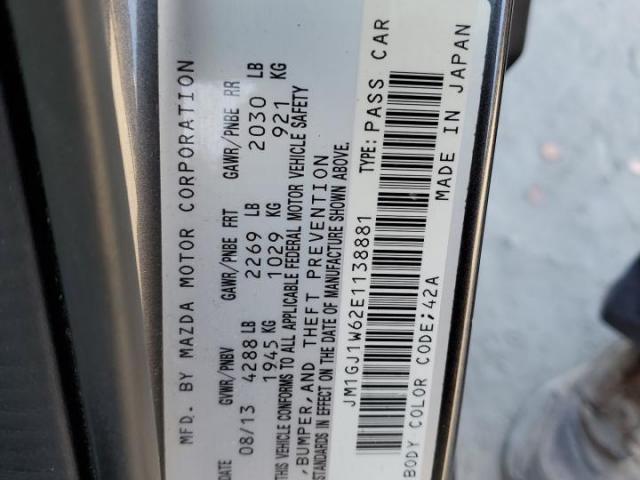 MFD. BY MAZDA MOTOR CORPORATION
GVWR/PNBV GAWR/PNBE FRT GAWR/PNBE RR
DATE 08/13 4288 LB 2269 LB 2030 LB
1945 KG 1029 KG 921 KG
THIS VEHICLE CONFORMS TO ALL APPLICABLE FEDERAL MOTOR VEHICLE SAFETY
,BUMPER,AND THEFT PREVENTION
STANDARDS IN EFFECT ON THE DATE OF MANUFACTURE SHOWN ABOVE.
JM1GJ1W62E1138881 TYPE: PASS CAR
BODY COLOR CODE;42A MADE IN JAPAN